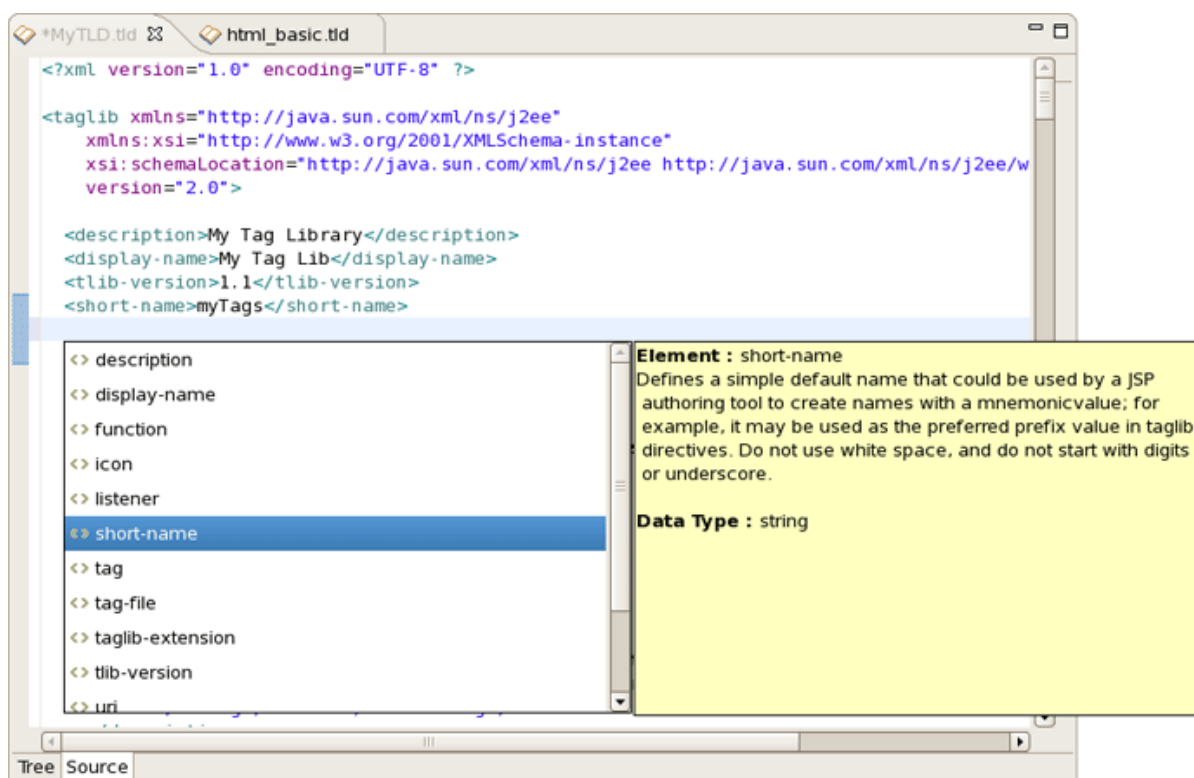 *MyTLD.tld html_basic.tld
<?xml version="1.0" encoding="UTF-8" ?>
<taglib xmlns="http://java.sun.com/xml/ns/j2ee"
xmlns:xsi="http://www.w3.org/2001/XMLSchema-instance"
xsi:schemaLocation="http://java.sun.com/xml/ns/j2ee http://java.sun.com/xml/ns/j2ee/w
version="2.0">
<description>My Tag Library</description>
<display-name>My Tag Lib</display-name>
<tlib-version>1.1</tlib-version>
<short-name>myTags</short-name>
<> description
<> display-name
<> function
<> icon
<> listener
<> short-name
<> tag
<> tag-file
<> taglib-extension
<> tlib-version
<> uri
Element : short-name
Defines a simple default name that could be used by a JSP
authoring tool to create names with a mnemonicvalue; for
example, it may be used as the preferred prefix value in taglib
directives. Do not use white space, and do not start with digits
or underscore.
Data Type : string
Tree Source